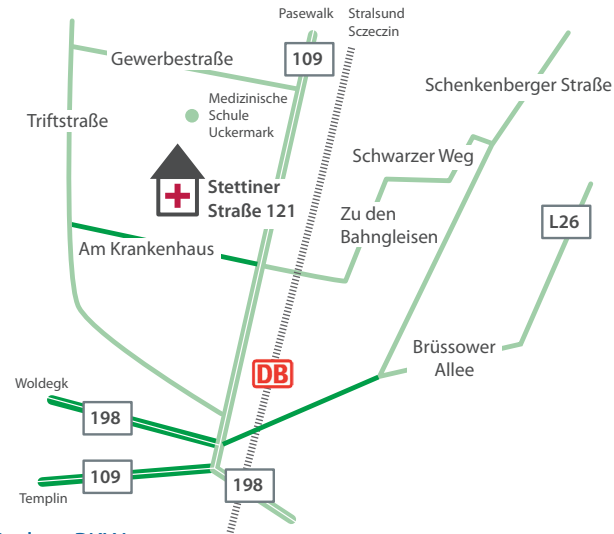 Pasewalk
Stralsund
Sczeczin
109
Gewerbestraße
Schenkenberger Straße
Medizinische
Schule
Uckermark
Triftstraße
Schwarzer Weg
Stettiner
Straße 121
Zu den
Bahngleisen
L26
Am Krankenhaus
Brüssower
Allee
DB
Woldegk
198
109
198
Templin